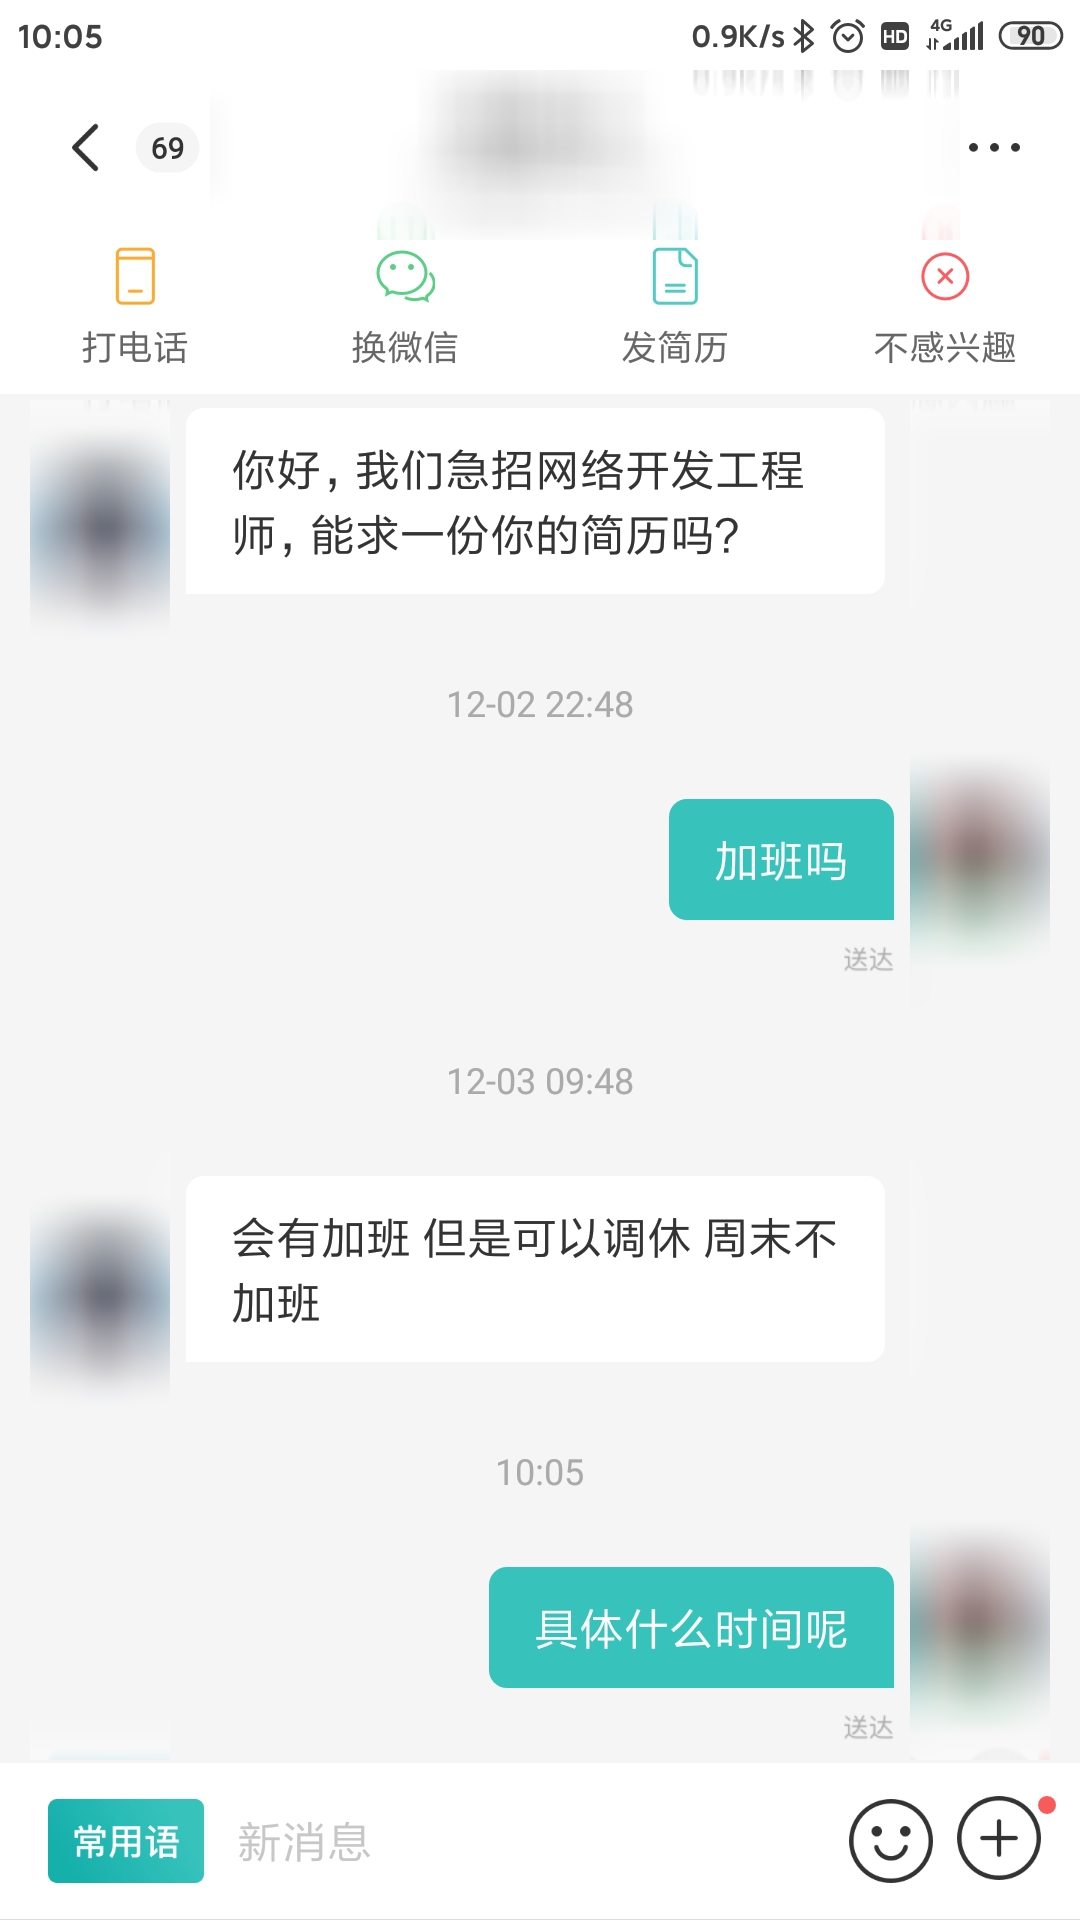 10:05
0.9K/s HD 4G 90
69
打电话 换微信 发简历 不感兴趣
你好，我们急招网络开发工程
师，能求一份你的简历吗？
12-02 22:48
加班吗
送达
12-03 09:48
会有加班 但是可以调休 周末不
加班
10:05
具体什么时间呢
送达
常用语 新消息